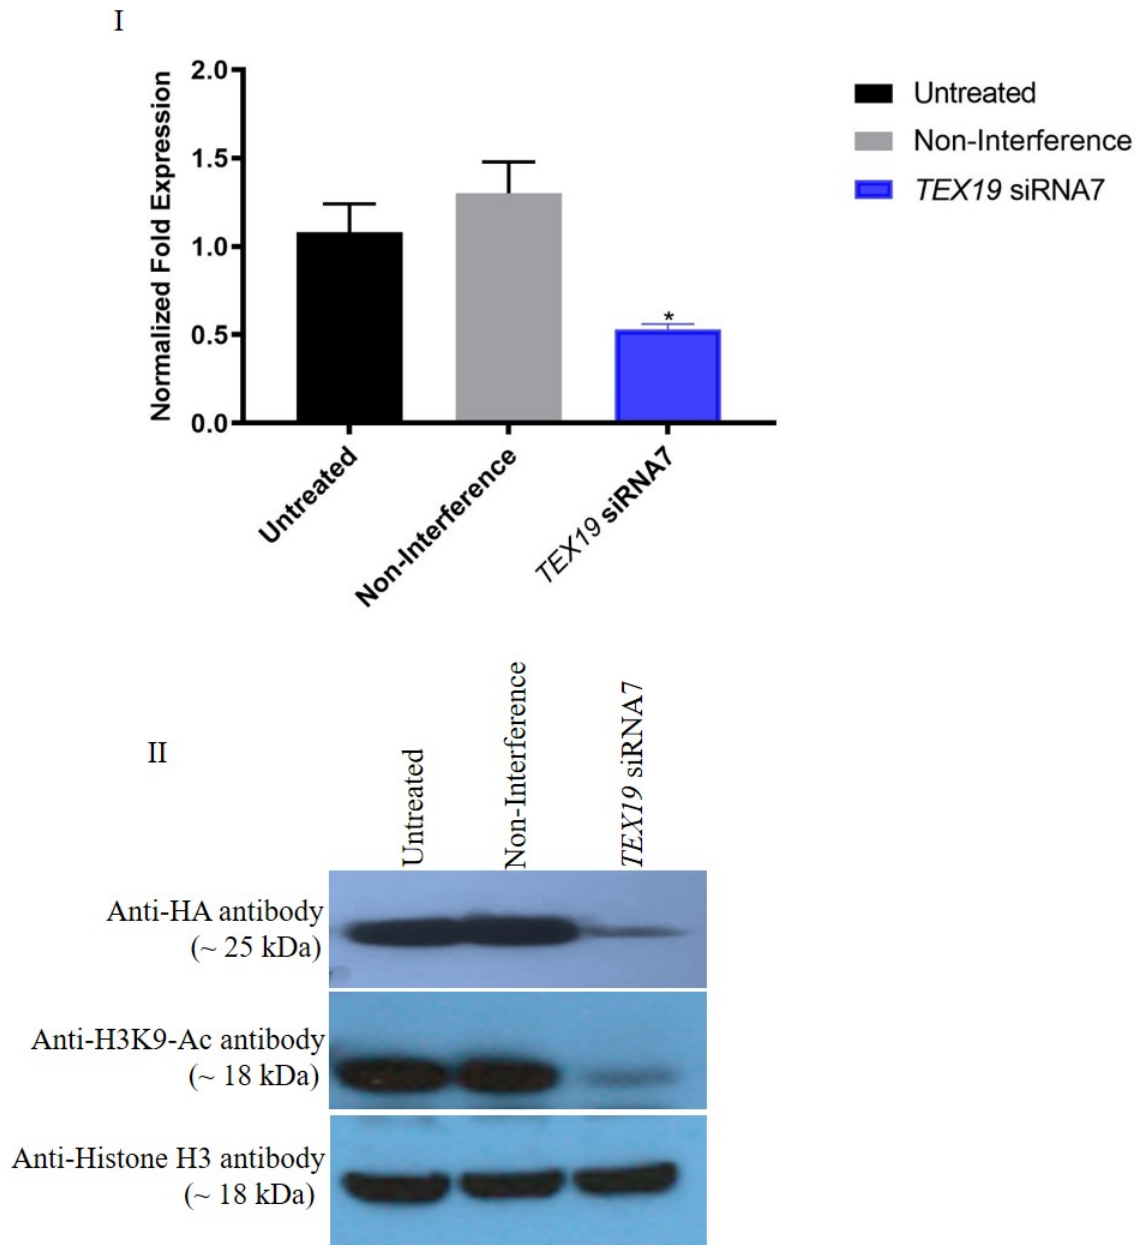 I
Normalized Fold Expression
2.0
1.5
1.0
0.5
0.0
*
Untreated
Non-Interference
TEX19 siRNA7
Untreated
Non-Interference
TEX19 siRNA7
II
Untreated
Non-Interference
TEX19 siRNA7
Anti-HA antibody
(~ 25 kDa)
Anti-H3K9-Ac antibody
(~ 18 kDa)
Anti-Histone H3 antibody
(~ 18 kDa)